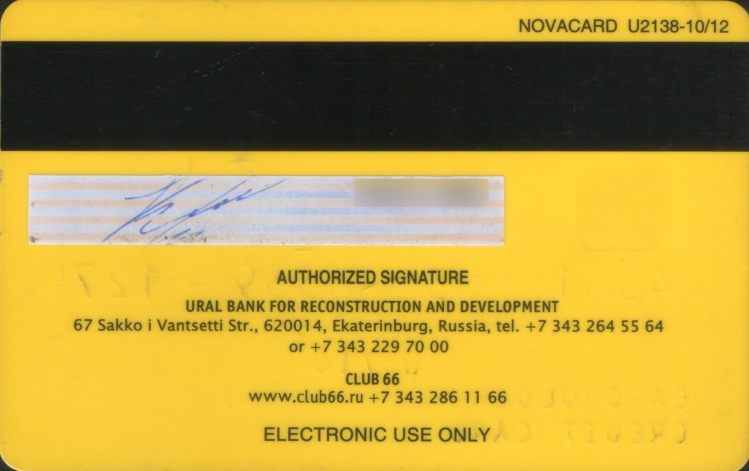 NOVACARD U2138-10/12
AUTHORIZED SIGNATURE
URAL BANK FOR RECONSTRUCTION AND DEVELOPMENT
67 Sakko i Vantsetti Str., 620014, Ekaterinburg, Russia, tel. +7 343 264 55 64
or +7 343 229 70 00
CLUB 66
www.club66.ru +7 343 286 11 66
ELECTRONIC USE ONLY